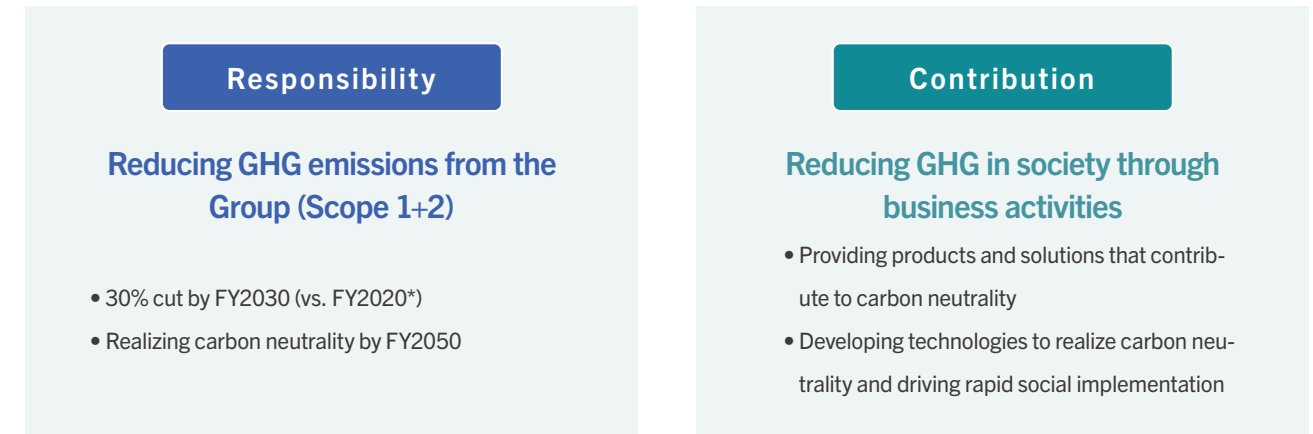 Responsibility
Reducing GHG emissions from the
Group (Scope 1+2)
• 30% cut by FY2030 (vs. FY2020*)
• Realizing carbon neutrality by FY2050
Contribution
Reducing GHG in society through
business activities
• Providing products and solutions that contrib-
ute to carbon neutrality
• Developing technologies to realize carbon neu-
trality and driving rapid social implementation